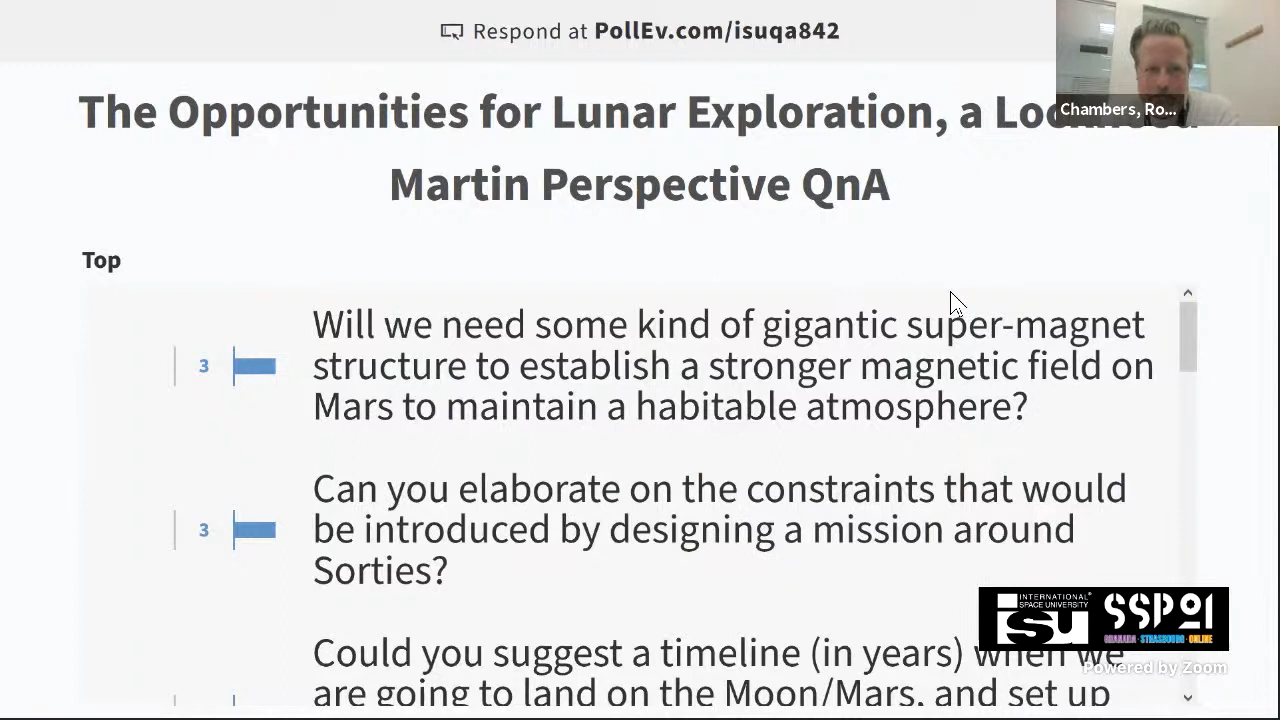 Respond at PollEv.com/isuqa842
Chambers, Ro...
The Opportunities for Lunar Exploration, a
Martin Perspective QnA
Top
3
Will we need some kind of gigantic super-magnet
structure to establish a stronger magnetic field on
Mars to maintain a habitable atmosphere?
3
Can you elaborate on the constraints that would
be introduced by designing a mission around
Sorties?
Could you suggest a timeline (in years) when we
are going to land on the Moon/Mars, and set up
INTERNATIONAL
SPACE UNIVERSITY
isu
SSP21
GRANADA · STRASBOURG · ONLINE
Powered by Zoom